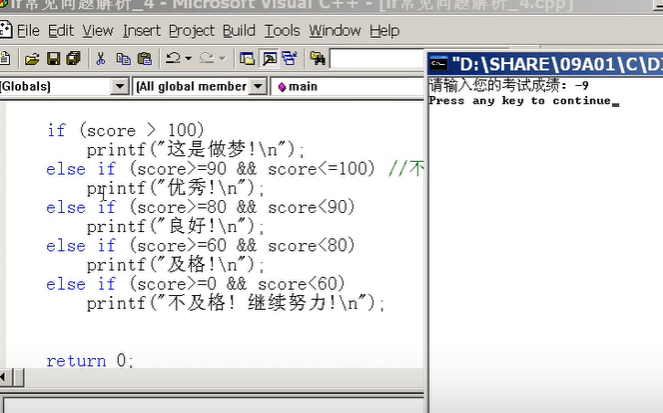 if常见问题解析_4 - Microsoft Visual C++ - [if常见问题解析_4.cpp]
File Edit View Insert Project Build Tools Window Help
[Globals] [All global member main
if (score > 100)
printf("这是做梦!\n");
else if (score>=90 && score<=100) //不
printf("优秀!\n");
else if (score>=80 && score<90)
printf("良好!\n");
else if (score>=60 && score<80)
printf("及格!\n");
else if (score>=0 && score<60)
printf("不及格! 继续努力!\n");
return 0;
"D:\SHARE\09A01\C\D
请输入您的考试成绩: -9
Press any key to continue_